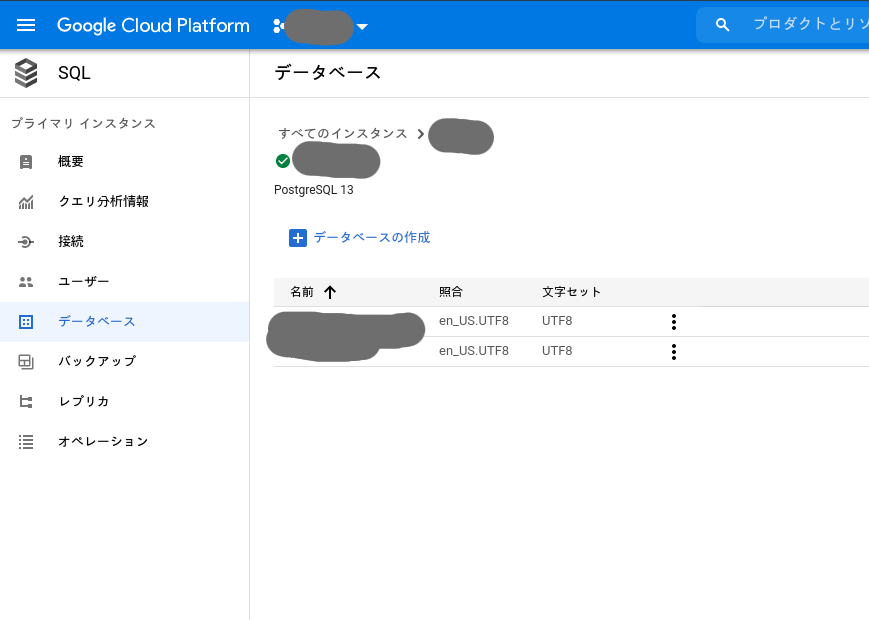 Google Cloud Platform
プロダクトとリソ
SQL
プライマリ インスタンス
概要
クエリ分析情報
接続
ユーザー
データベース
バックアップ
レプリカ
オペレーション
データベース
すべてのインスタンス
PostgreSQL 13
データベースの作成
名前 照合 文字セット
en_US.UTF8 UTF8
en_US.UTF8 UTF8